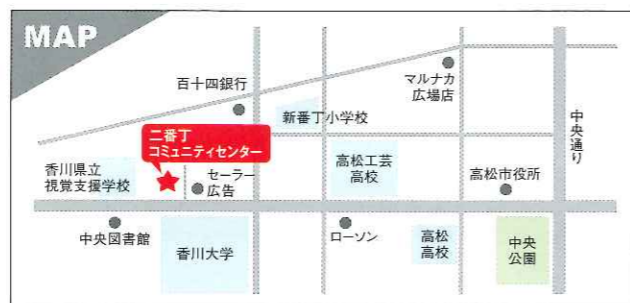 MAP
百十四銀行
マルナカ
広場店
新番丁小学校
中央通り
二番丁
コミュニティセンター
香川県立
視覚支援学校
セーラー
広告
高松工芸
高校
高松市役所
中央図書館
香川大学
ローソン
高松
高校
中央
公園